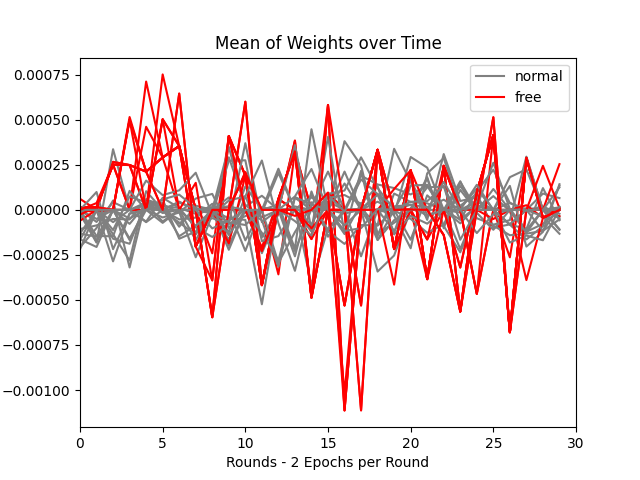 Mean of Weights over Time
0.00075
0.00050
0.00025
0.00000
−0.00025
−0.00050
−0.00075
−0.00100
normal
free
0 5 10 15 20 25 30
Rounds - 2 Epochs per Round